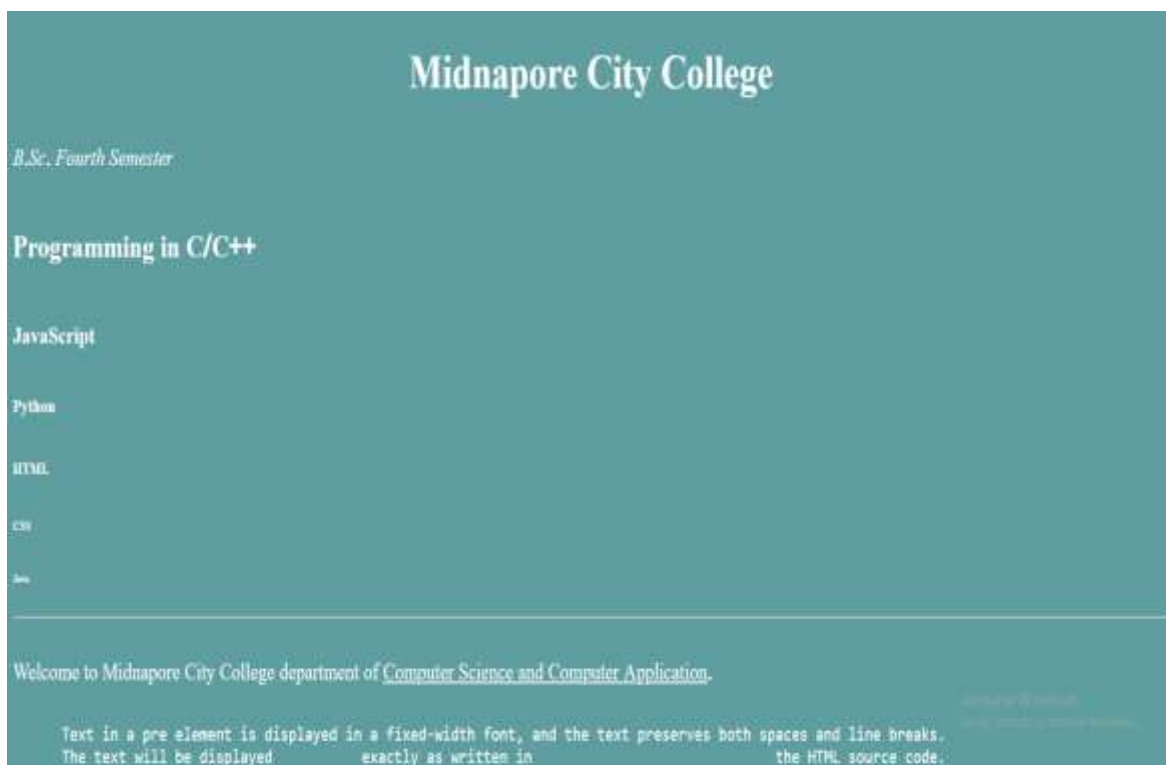 Midnapore City College
B.Sc. Fourth Semester
Programming in C/C++
JavaScript
Python
HTML
CSS
Java
Welcome to Midnapore City College department of Computer Science and Computer Application.
Text in a pre element is displayed in a fixed-width font, and the text preserves both spaces and line breaks.
The text will be displayed exactly as written in the HTML source code.